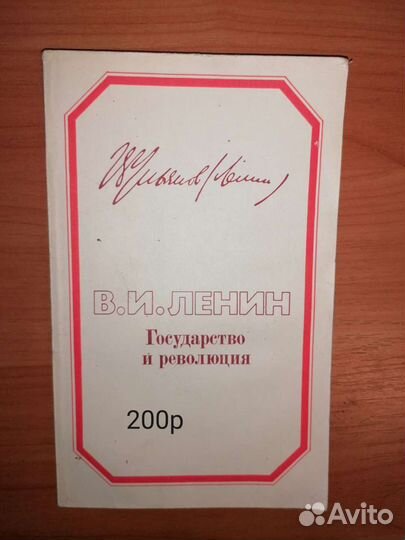 В. Ульянов (Ленин)
В.И.ЛЕНИН
Государство
и революция
200р
Avito